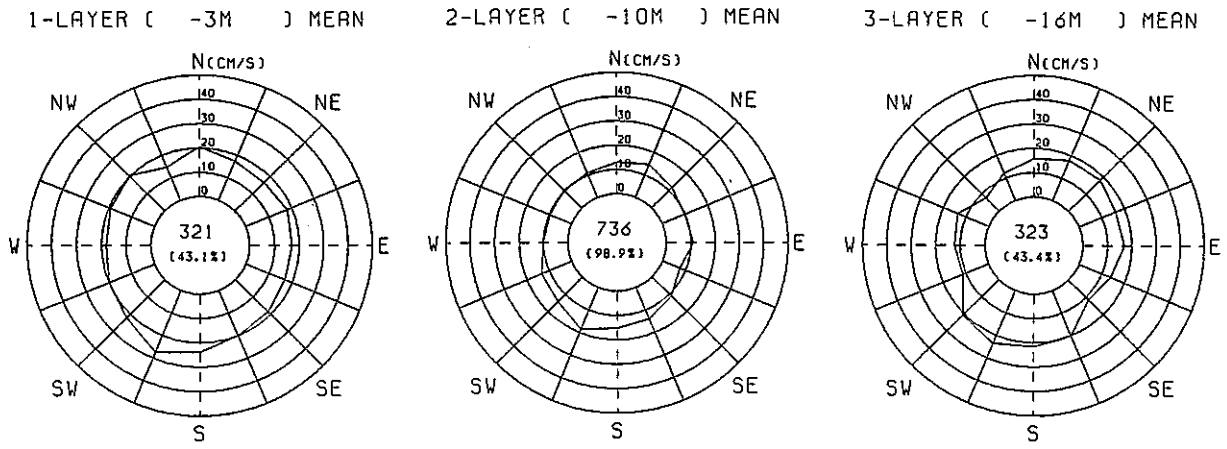 1-LAYER ( -3M ) MEAN
N(CM/S)
NW
NE
40
30
20
10
0
W
321
(43.1%)
E
SW
SE
S
2-LAYER ( -10M ) MEAN
N(CM/S)
NW
NE
40
30
20
10
0
W
736
(98.9%)
E
SW
SE
S
3-LAYER ( -16M ) MEAN
N(CM/S)
NW
NE
40
30
20
10
0
W
323
(43.4%)
E
SW
SE
S